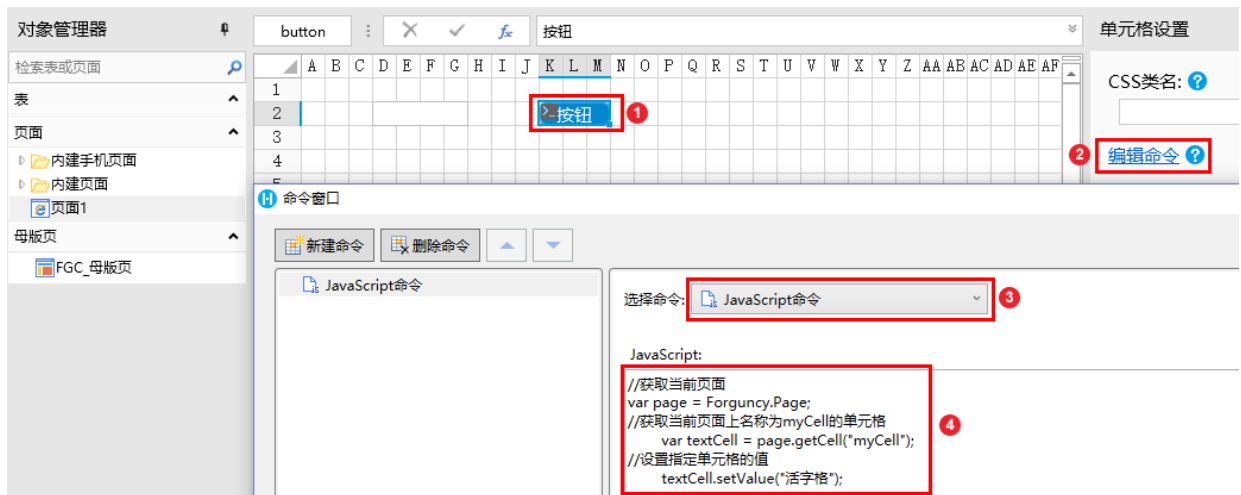 对象管理器
button
按钮
单元格设置
检索表或页面
A B C D E F G H I J K L M N O P Q R S T U V W X Y Z AA AB AC AD AE AF
CSS类名:
1
表
2
按钮
1
页面
3
内建手机页面
4
2
编辑命令
内建页面
页面1
命令窗口
母版页
新建命令
删除命令
FGC_母版页
JavaScript命令
选择命令:
JavaScript命令
3
JavaScript:
//获取当前页面
var page = Forguncy.Page;
//获取当前页面上名称为myCell的单元格
var textCell = page.getCell("myCell");
4
//设置指定单元格的值
textCell.setValue("活字格");